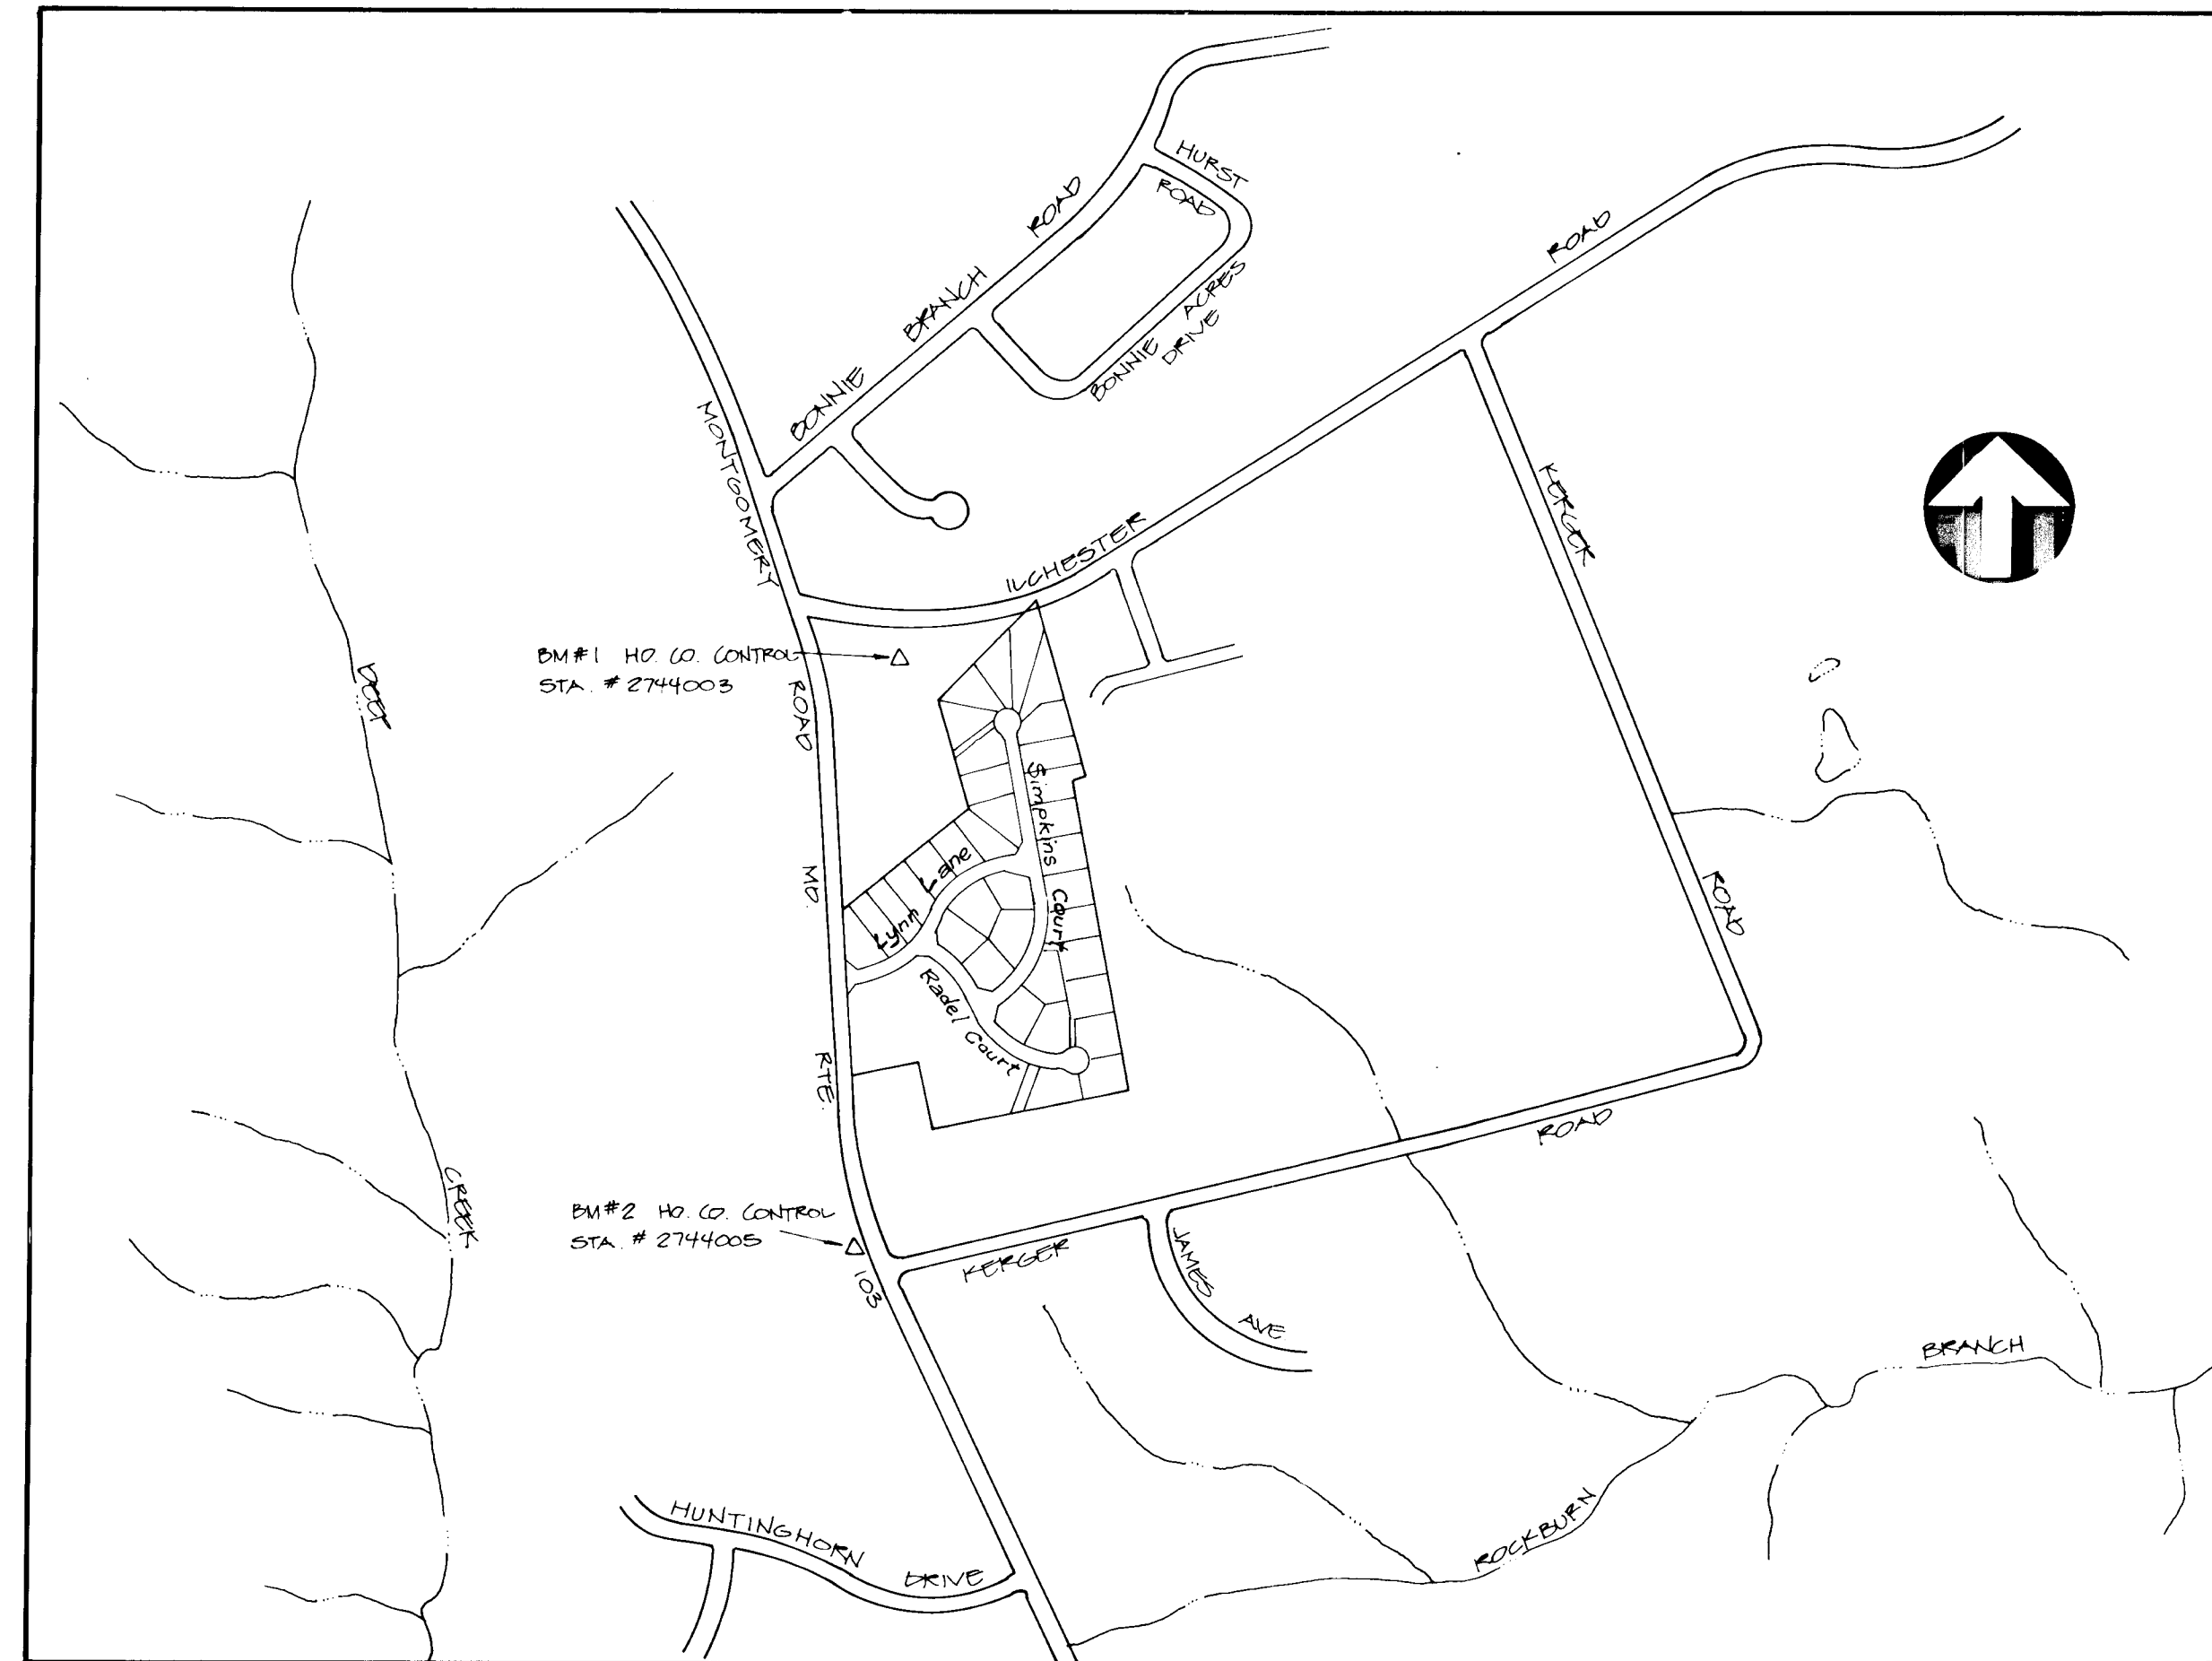 HURST
ROAD
BONNIE BRANCH ROAD
BONNIE ACRES
DRIVE
MONTGOMERY ROAD MD. RTE. 103
ILCHESTER ROAD
KERGER ROAD
BM#1 HO. CO. CONTROL
STA. # 2744003
DEEP CREEK
Simpkins Court
Lynn Lane
Radel Court
BM#2 HO. CO. CONTROL
STA. # 2744005
KERGER ROAD
JAMES AVE
ROCKBURN BRANCH
HUNTINGHORN DRIVE